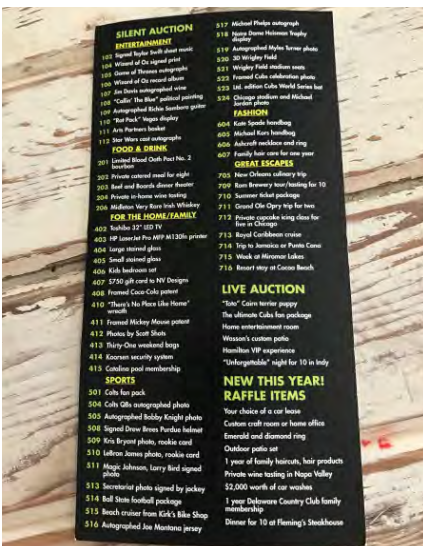 SILENT AUCTION
ENTERTAINMENT
103 Signed Taylor Swift sheet music
104 Wizard of Oz signed print
105 Game of Thrones autographs
106 Wizard of Oz record album
107 Jim Davis autographed wine
108 "Callin' The Blue" political painting
109 Autographed Richie Sambora guitar
110 "Rat Pack" Vegas display
111 Arts Partners basket
112 Star Wars cast autographs
FOOD & DRINK
201 Limited Blood Oath Pact No. 2
bourbon
202 Private catered meal for eight
203 Beef and Boards dinner theater
204 Private in-home wine tasting
206 Midleton Very Rare Irish Whiskey
FOR THE HOME/FAMILY
402 Toshiba 32" LED TV
403 HP LaserJet Pro MFP M130fn printer
404 Large stained glass
405 Small stained glass
406 Kids bedroom set
407 $750 gift card to NV Designs
408 Framed Coca-Cola patent
410 "There's No Place Like Home"
wreath
411 Framed Mickey Mouse patent
412 Photos by Scott Shots
413 Thirty-One weekend bags
414 Koorsen security system
415 Catalina pool membership
SPORTS
501 Colts fan pack
504 Colts QBs autographed photo
505 Autographed Bobby Knight photo
508 Signed Drew Brees Purdue helmet
509 Kris Bryant photo, rookie card
510 LeBron James photo, rookie card
511 Magic Johnson, Larry Bird signed
photo
513 Secretariat photo signed by jockey
514 Ball State football package
515 Beach cruiser from Kirk's Bike Shop
516 Autographed Joe Montana jersey
517 Michael Phelps autograph
518 Notre Dame Heisman Trophy
display
519 Autographed Myles Turner photo
520 3D Wrigley Field
521 Wrigley Field stadium seats
522 Framed Cubs celebration photo
523 Ltd. edition Cubs World Series bat
524 Chicago stadium and Michael
Jordan photo
FASHION
604 Kate Spade handbag
605 Michael Kors handbag
606 Ashcroft necklace and ring
607 Family hair care for one year
GREAT ESCAPES
705 New Orleans culinary trip
709 Rom Brewery tour/tasting for 10
710 Summer ticket package
711 Grand Ole Opry trip for two
712 Private cupcake icing class for
five in Chicago
713 Royal Caribbean cruise
714 Trip to Jamaica or Punta Cana
715 Week at Miramar Lakes
716 Resort stay at Cocoa Beach
LIVE AUCTION
"Toto" Cairn terrier puppy
The ultimate Cubs fan package
Home entertainment room
Wasson's custom patio
Hamilton VIP experience
"Unforgettable" night for 10 in Indy
NEW THIS YEAR!
RAFFLE ITEMS
Your choice of a car lease
Custom craft room or home office
Emerald and diamond ring
Outdoor patio set
1 year of family haircuts, hair products
Private wine tasting in Napa Valley
$2,000 worth of car washes
1 year Delaware Country Club family
membership
Dinner for 10 at Fleming's Steakhouse